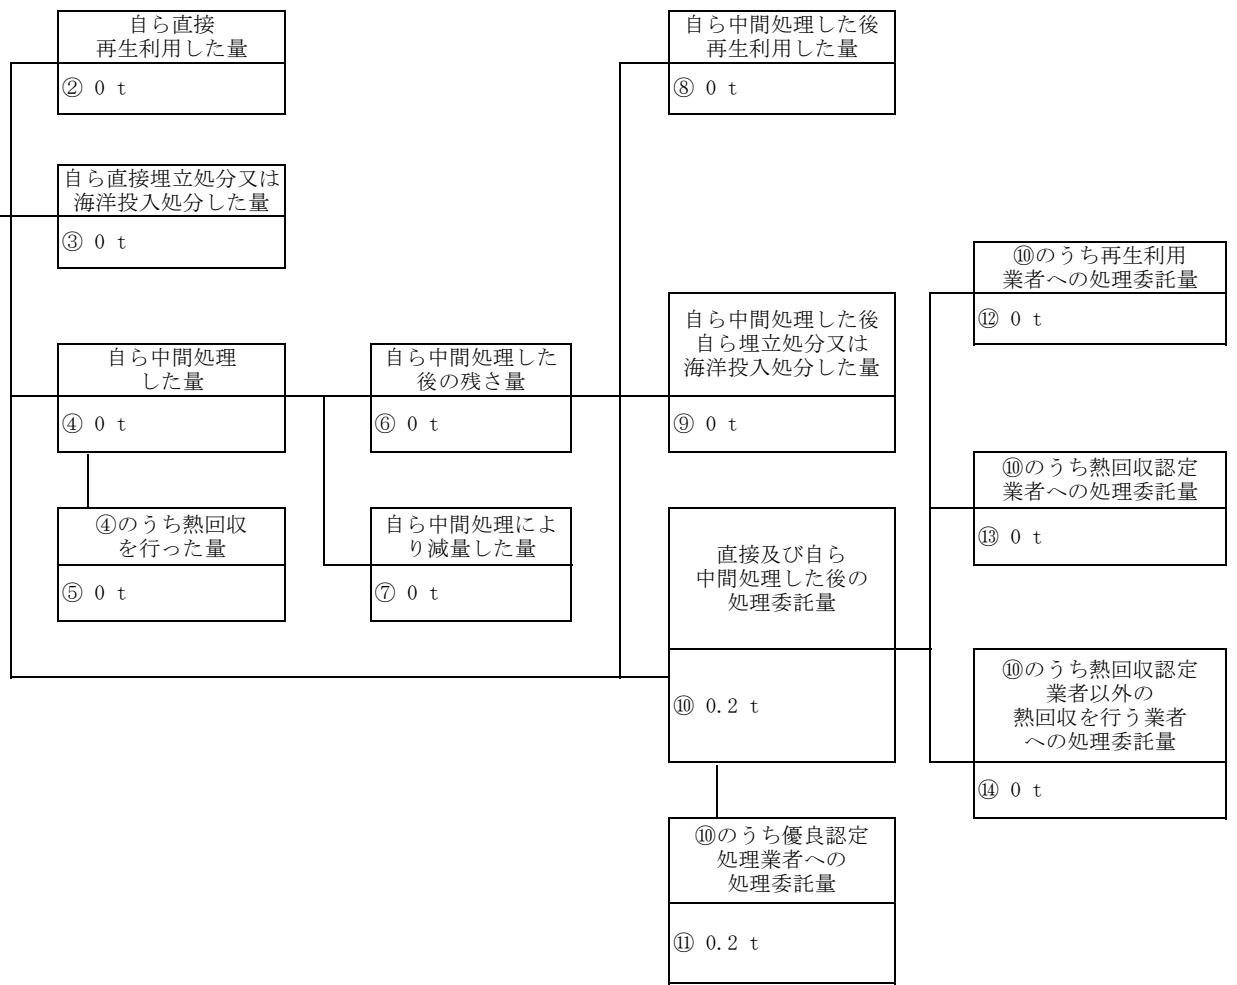 自ら直接
再生利用した量
② 0 t
自ら中間処理した後
再生利用した量
⑧ 0 t
自ら直接埋立処分又は
海洋投入処分した量
③ 0 t
⑩のうち再生利用
業者への処理委託量
⑫ 0 t
自ら中間処理
した量
④ 0 t
自ら中間処理した
後の残さ量
⑥ 0 t
自ら中間処理した後
自ら埋立処分又は
海洋投入処分した量
⑨ 0 t
⑩のうち熱回収認定
業者への処理委託量
⑬ 0 t
④のうち熱回収
を行った量
⑤ 0 t
自ら中間処理によ
り減量した量
⑦ 0 t
直接及び自ら
中間処理した後の
処理委託量
⑩ 0.2 t
⑩のうち熱回収認定
業者以外の
熱回収を行う業者
への処理委託量
⑭ 0 t
⑩のうち優良認定
処理業者への
処理委託量
⑪ 0.2 t